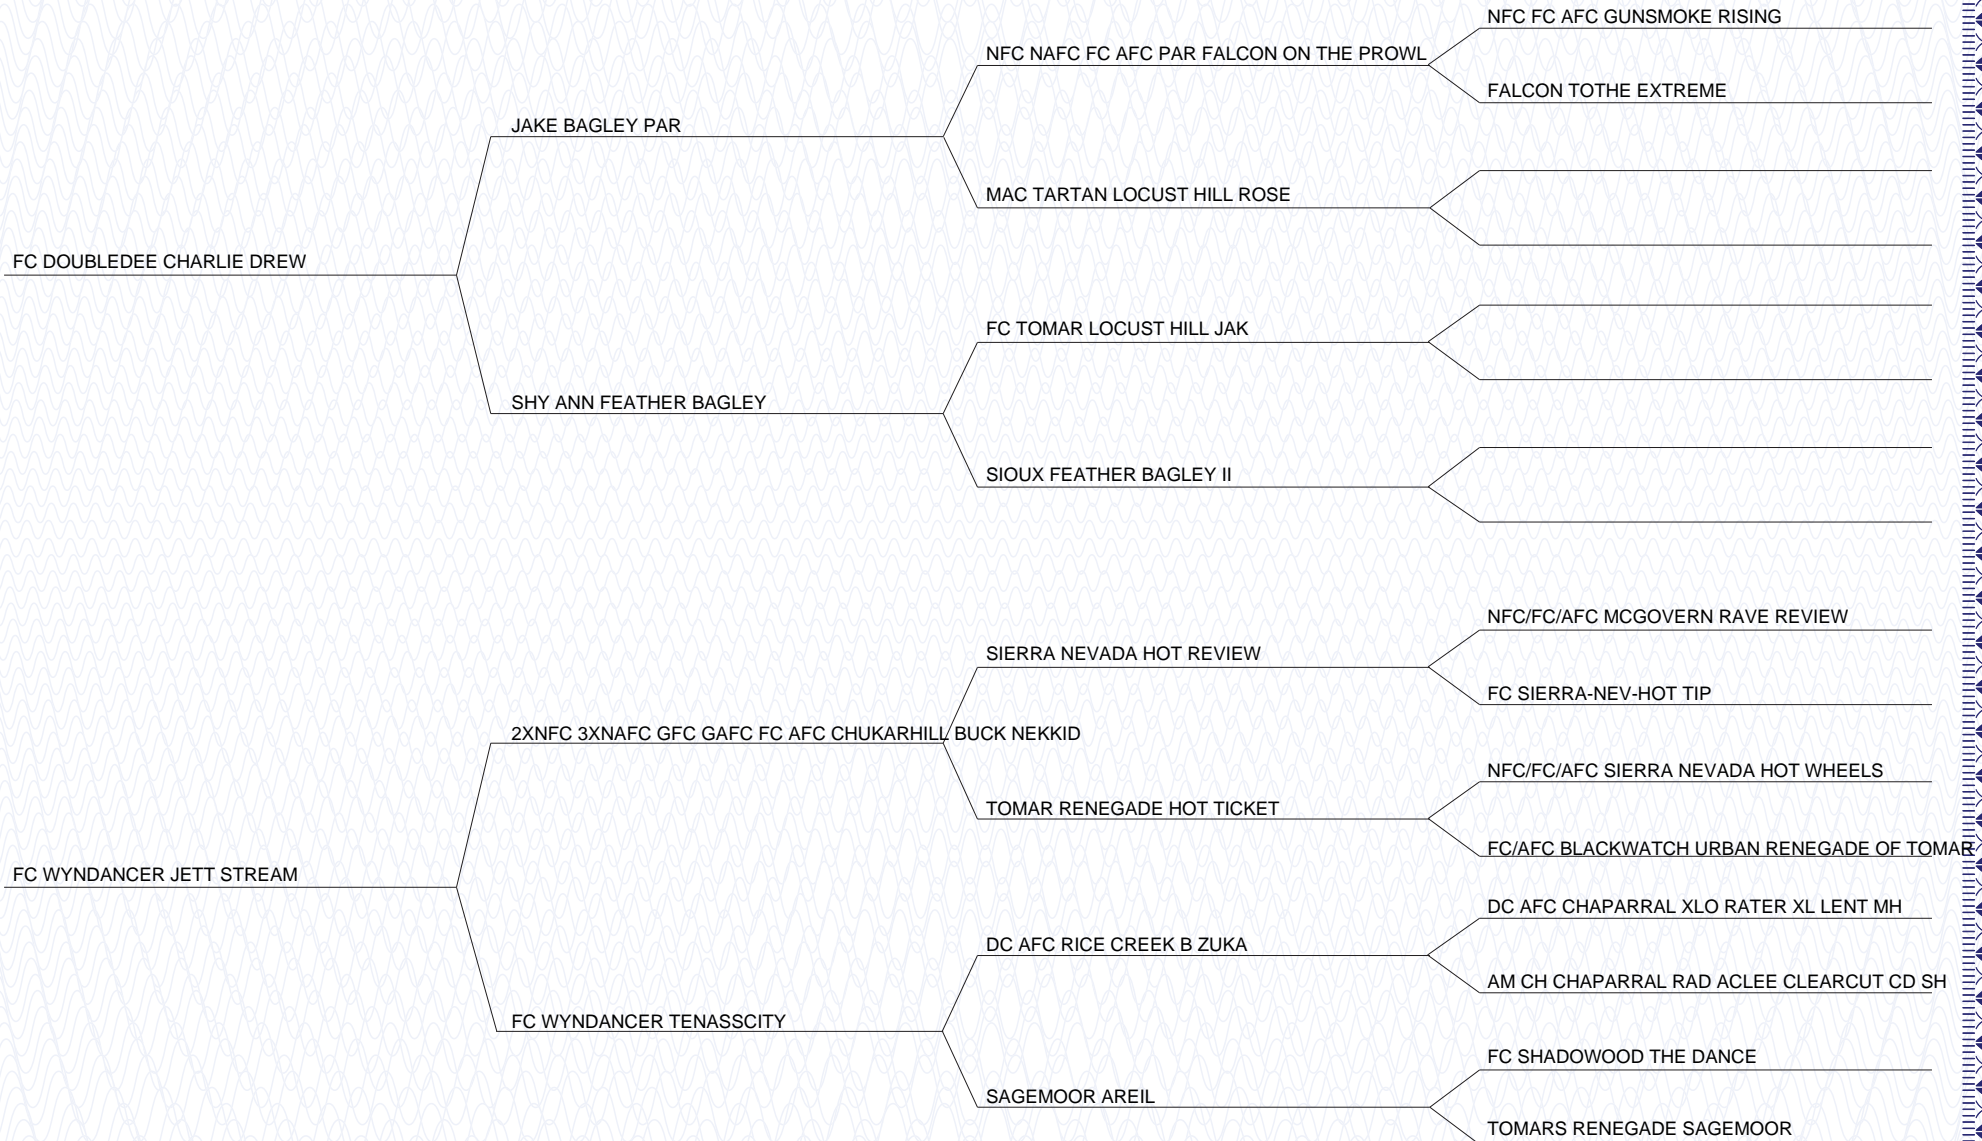 NFC FC AFC GUNSMOKE RISING
NFC NAFC FC AFC PAR FALCON ON THE PROWL
FALCON TOTHE EXTREME
JAKE BAGLEY PAR
MAC TARTAN LOCUST HILL ROSE
FC DOUBLEDEE CHARLIE DREW
FC TOMAR LOCUST HILL JAK
SHY ANN FEATHER BAGLEY
SIOUX FEATHER BAGLEY II
NFC/FC/AFC MCGOVERN RAVE REVIEW
SIERRA NEVADA HOT REVIEW
FC SIERRA-NEV-HOT TIP
2XNFC 3XNAFC GFC GAFC FC AFC CHUKARHILL BUCK NEKKID
NFC/FC/AFC SIERRA NEVADA HOT WHEELS
TOMAR RENEGADE HOT TICKET
FC/AFC BLACKWATCH URBAN RENEGADE OF TOMAR
FC WYNDANCER JETT STREAM
DC AFC CHAPARRAL XLO RATER XL LENT MH
DC AFC RICE CREEK B ZUKA
AM CH CHAPARRAL RAD ACLEE CLEARCUT CD SH
FC WYNDANCER TENASSCITY
FC SHADOWOOD THE DANCE
SAGEMOOR AREIL
TOMARS RENEGADE SAGEMOOR